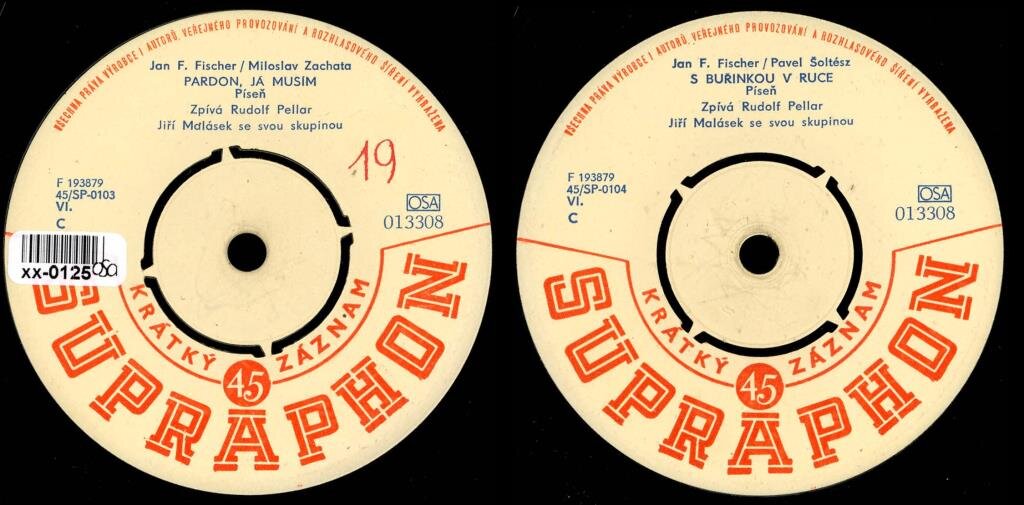 VŠECHNA PRÁVA VÝROBCE I AUTORŮ, VEŘEJNÉHO PROVOZOVÁNÍ A ROZHLASOVÉHO ŠÍŘENÍ VYHRAŽENA
Jan F. Fischer/Miloslav Zachata
PARDON, JÁ MUSÍM
Píseň
Zpívá Rudolf Pellar
Jiří Malásek se svou skupinou
19
F 193879
45/SP-0103
VI.
C
OSA
013308
xx-0125
osa
KRÁTKÝ ZÁZNAM
45
SUPRAPHON
VŠECHNA PRÁVA VÝROBCE I AUTORŮ, VEŘEJNÉHO PROVOZOVÁNÍ A ROZHLASOVÉHO ŠÍŘENÍ VYHRAŽENA
Jan F. Fischer/Pavel Šoltész
S BUŘINKOU V RUCE
Píseň
Zpívá Rudolf Pellar
Jiří Malásek se svou skupinou
F 193879
45/SP-0104
VI.
C
OSA
013308
KRÁTKÝ ZÁZNAM
45
SUPRAPHON